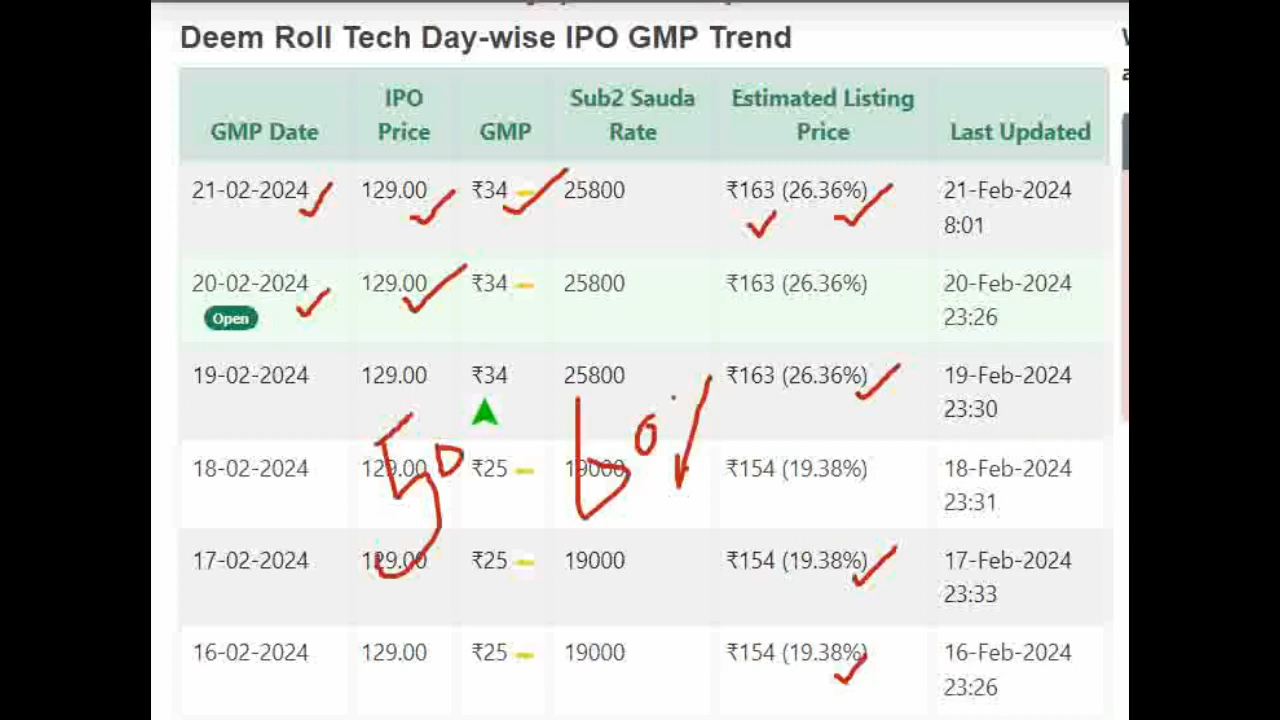 Deem Roll Tech Day-wise IPO GMP Trend
GMP Date IPO Price GMP Sub2 Sauda Rate Estimated Listing Price Last Updated
21-02-2024 129.00 ₹34 25800 ₹163 (26.36%) 21-Feb-2024
8:01
20-02-2024 129.00 ₹34 25800 ₹163 (26.36%) 20-Feb-2024
Open 23:26
19-02-2024 129.00 ₹34 25800 ₹163 (26.36%) 19-Feb-2024
23:30
50 60%
18-02-2024 129.00 ₹25 19000 ₹154 (19.38%) 18-Feb-2024
23:31
17-02-2024 129.00 ₹25 19000 ₹154 (19.38%) 17-Feb-2024
23:33
16-02-2024 129.00 ₹25 19000 ₹154 (19.38%) 16-Feb-2024
23:26